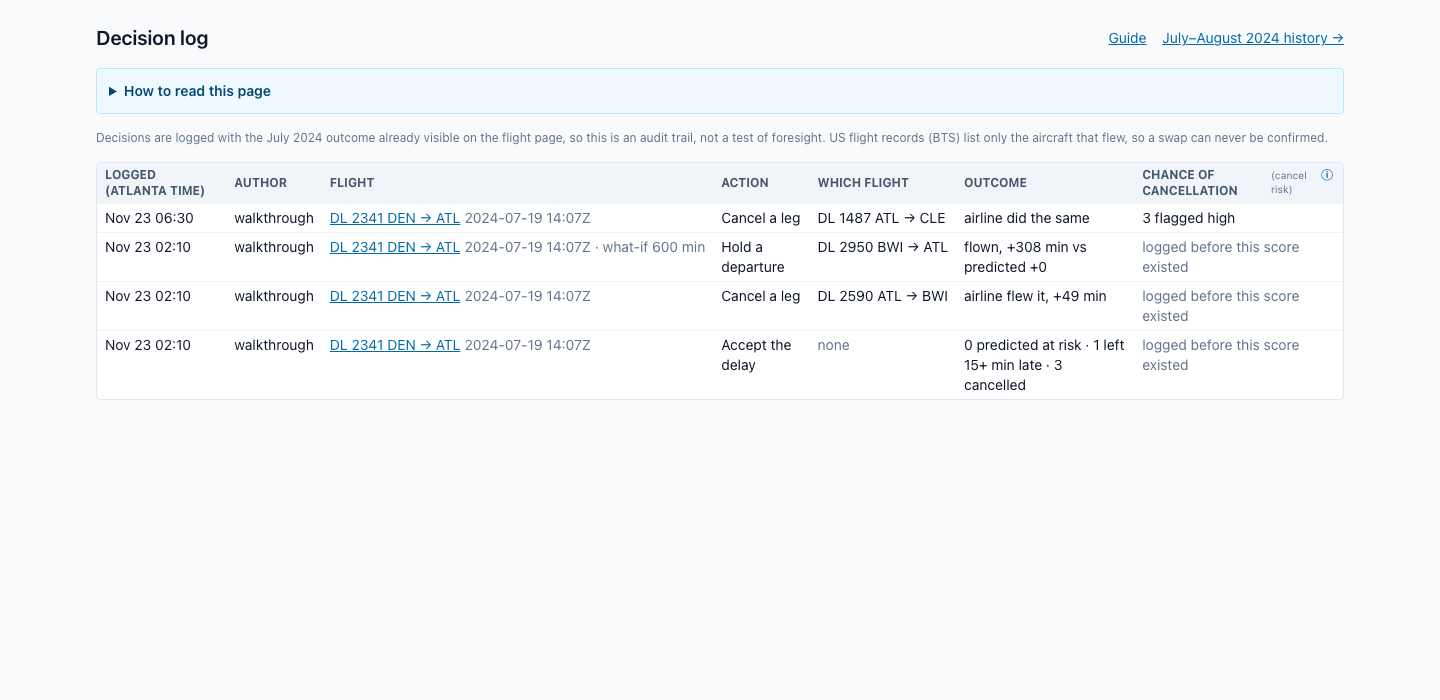 Decision log
Guide July–August 2024 history →
▶ How to read this page
Decisions are logged with the July 2024 outcome already visible on the flight page, so this is an audit trail, not a test of foresight. US flight records (BTS) list only the aircraft that flew, so a swap can never be confirmed.
LOGGED (ATLANTA TIME) AUTHOR FLIGHT ACTION WHICH FLIGHT OUTCOME CHANCE OF CANCELLATION (cancel risk) ⓘ
Nov 23 06:30 walkthrough DL 2341 DEN → ATL 2024-07-19 14:07Z Cancel a leg DL 1487 ATL → CLE airline did the same 3 flagged high
Nov 23 02:10 walkthrough DL 2341 DEN → ATL 2024-07-19 14:07Z · what-if 600 min Hold a departure DL 2950 BWI → ATL flown, +308 min vs predicted +0 logged before this score existed
Nov 23 02:10 walkthrough DL 2341 DEN → ATL 2024-07-19 14:07Z Cancel a leg DL 2590 ATL → BWI airline flew it, +49 min logged before this score existed
Nov 23 02:10 walkthrough DL 2341 DEN → ATL 2024-07-19 14:07Z Accept the delay none 0 predicted at risk · 1 left 15+ min late · 3 cancelled logged before this score existed